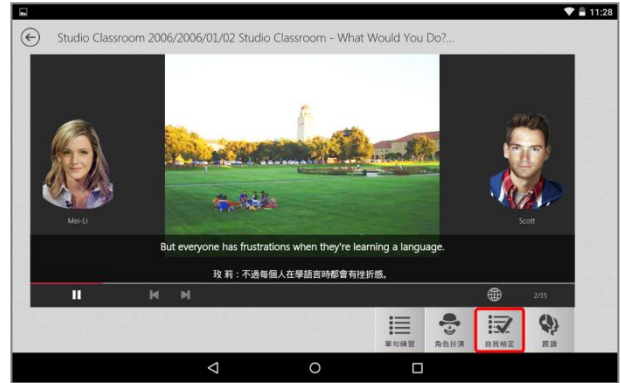 11:28
Studio Classroom 2006/2006/01/02 Studio Classroom - What Would You Do?...
Mei-Li
Scott
But everyone has frustrations when they're learning a language.
玫 莉：不過每個人在學語言時都會有挫折感。
2/15
單句練習 角色扮演 自我檢定 跟讀